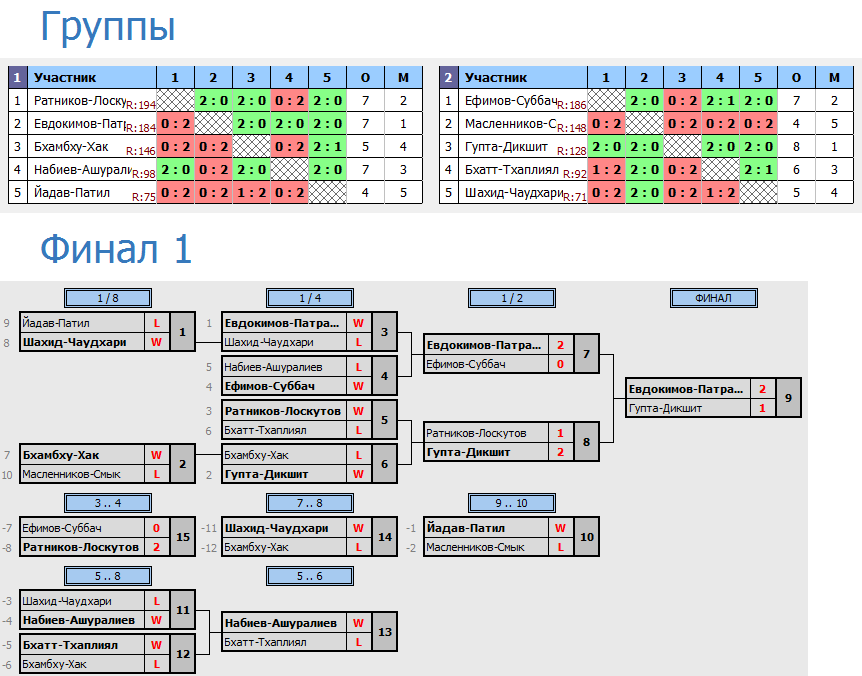 Группы
1 Участник 1 2 3 4 5 О М
1 Ратников-Лоску R:194 2 : 0 2 : 0 0 : 2 2 : 0 7 2
2 Евдокимов-Пат R:184 0 : 2 2 : 0 2 : 0 2 : 0 7 1
3 Бхамбху-Хак R:146 0 : 2 0 : 2 0 : 2 2 : 1 5 4
4 Набиев-Ашурали R:98 2 : 0 0 : 2 2 : 0 2 : 0 7 3
5 Йадав-Патил R:75 0 : 2 0 : 2 1 : 2 0 : 2 4 5
2 Участник 1 2 3 4 5 О М
1 Ефимов-Суббач R:186 2 : 0 0 : 2 2 : 1 2 : 0 7 2
2 Масленников-С R:148 0 : 2 0 : 2 0 : 2 0 : 2 4 5
3 Гупта-Дикшит R:128 2 : 0 2 : 0 2 : 0 2 : 0 8 1
4 Бхатт-Тхаплиял R:92 1 : 2 2 : 0 0 : 2 2 : 1 6 3
5 Шахид-Чаудхари R:71 0 : 2 2 : 0 0 : 2 1 : 2 5 4
Финал 1
1 / 8 1 / 4 1 / 2 ФИНАЛ
9 Йадав-Патил L 1
8 Шахид-Чаудхари W
1 Евдокимов-Патра... W 3
Шахид-Чаудхари L
5 Набиев-Ашуралиев L 4
4 Ефимов-Суббач W
Евдокимов-Патра... 2 7
Ефимов-Суббач 0
3 Ратников-Лоскутов W 5
6 Бхатт-Тхаплиял L
Евдокимов-Патра... 2 9
Гупта-Дикшит 1
7 Бхамбху-Хак W 2
10 Масленников-Смык L
Бхамбху-Хак L 6
2 Гупта-Дикшит W
Ратников-Лоскутов 1 8
Гупта-Дикшит 2
3 .. 4 7 .. 8 9 .. 10
-7 Ефимов-Суббач 0 15
-8 Ратников-Лоскутов 2
-11 Шахид-Чаудхари W 14
-12 Бхамбху-Хак L
-1 Йадав-Патил W 10
-2 Масленников-Смык L
5 .. 8 5 .. 6
-3 Шахид-Чаудхари L 11
-4 Набиев-Ашуралиев W
-5 Бхатт-Тхаплиял W 12
-6 Бхамбху-Хак L
Набиев-Ашуралиев W 13
Бхатт-Тхаплиял L